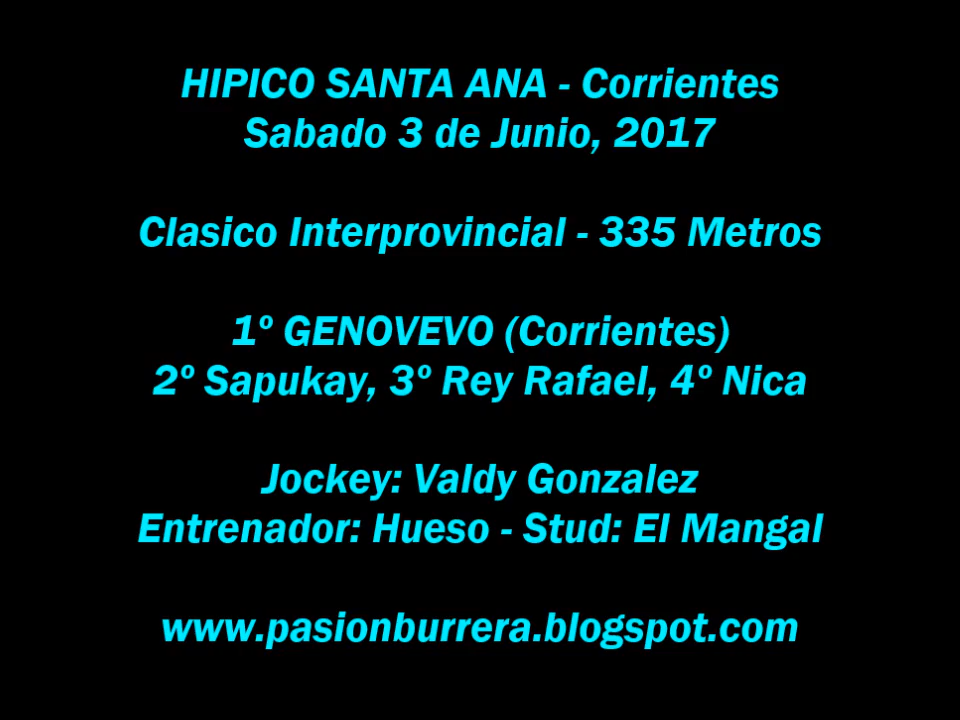 HIPICO SANTA ANA - Corrientes
Sabado 3 de Junio, 2017
Clasico Interprovincial - 335 Metros
1º GENOVEVO (Corrientes)
2º Sapukay, 3º Rey Rafael, 4º Nica
Jockey: Valdy Gonzalez
Entrenador: Hueso - Stud: El Mangal
www.pasionburrera.blogspot.com